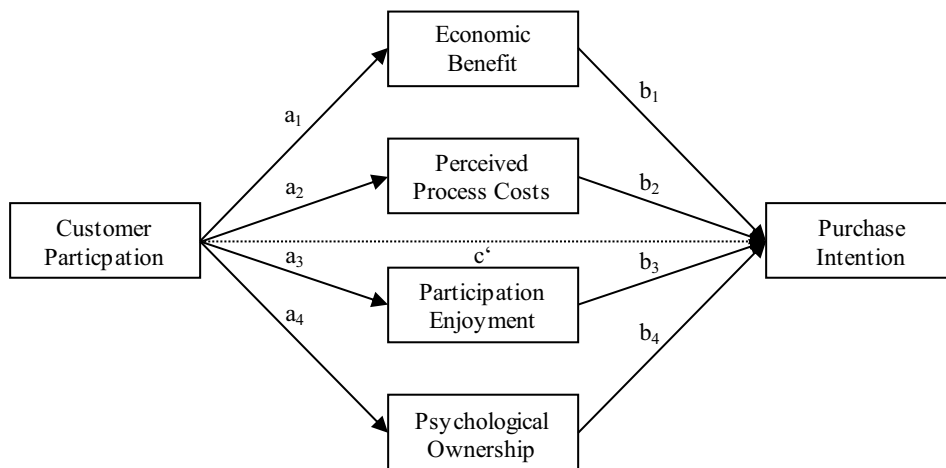 Economic
Benefit
a₁
b₁
Perceived
Process Costs
a₂
b₂
Customer
Particpation
Purchase
Intention
c‘
a₃
b₃
Participation
Enjoyment
a₄
b₄
Psychological
Ownership